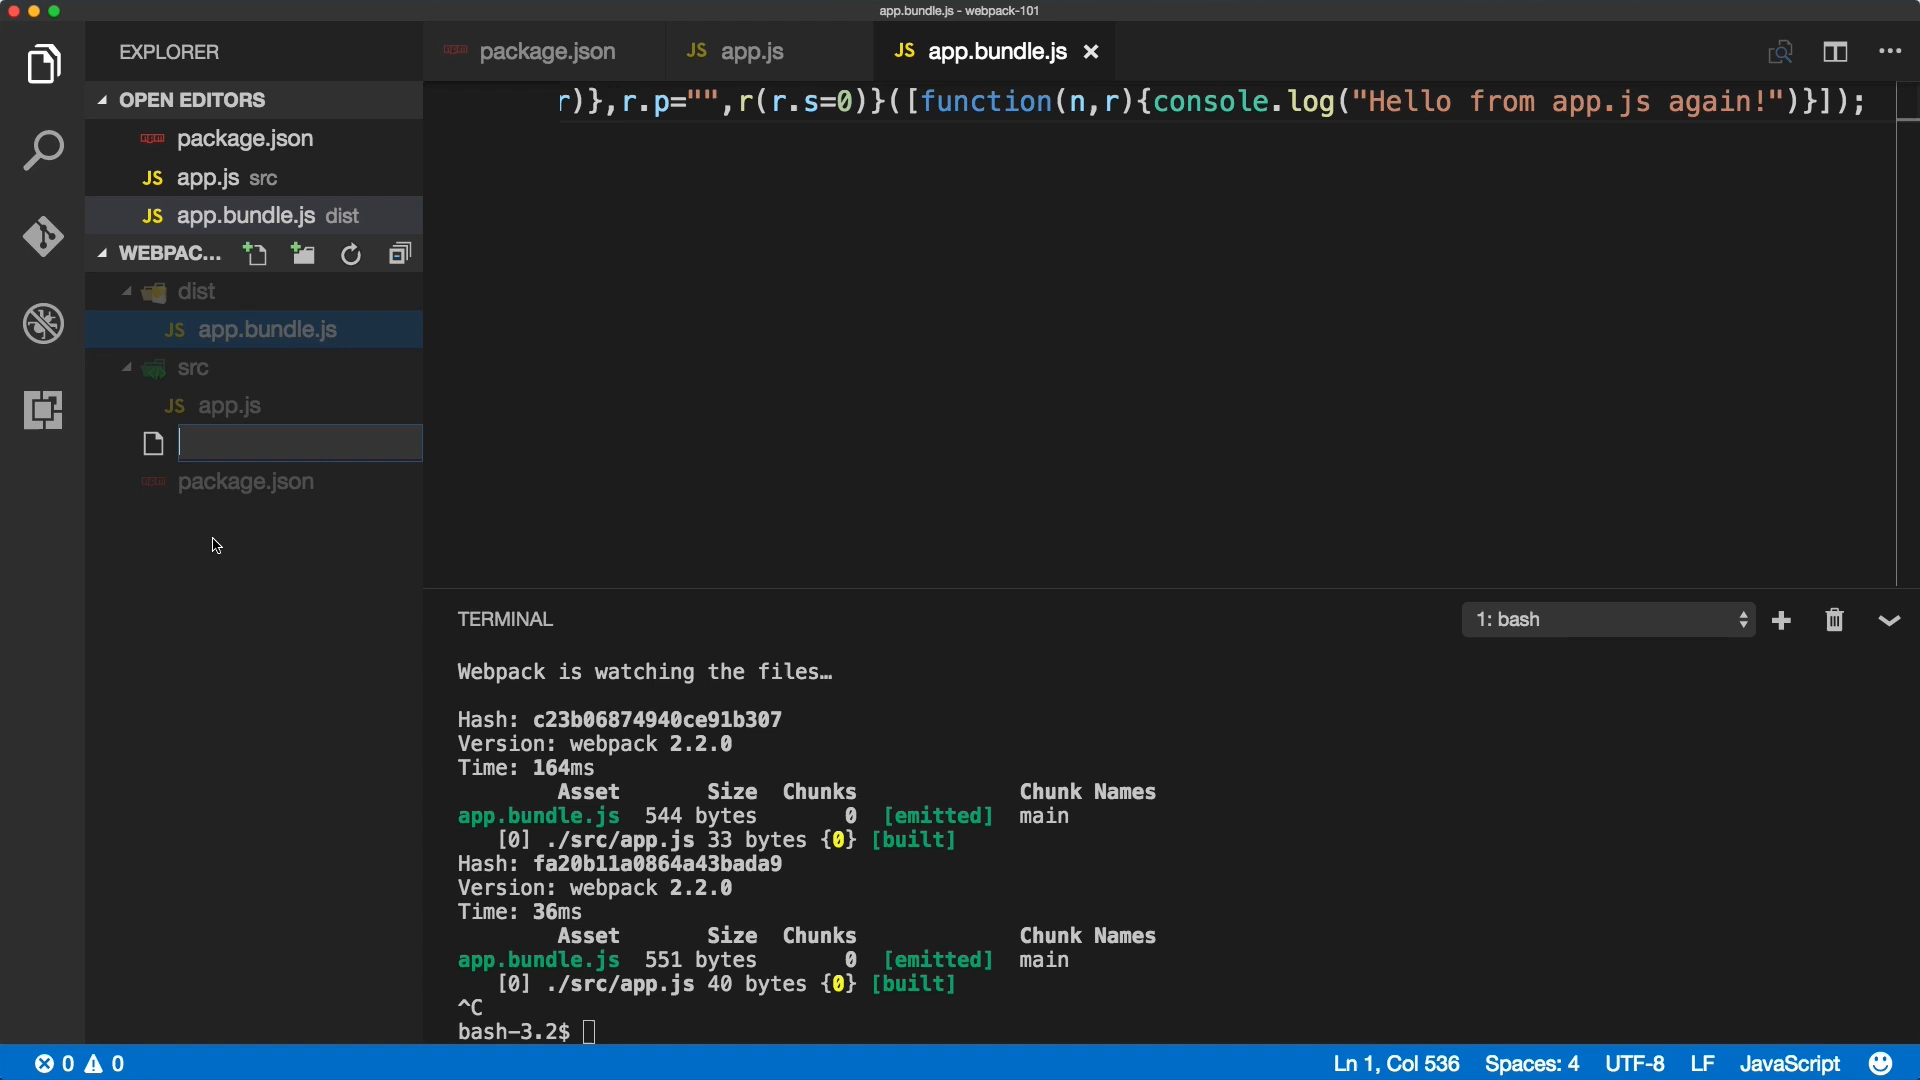 app.bundle.js - webpack-101
EXPLORER
package.json
JS app.js
JS app.bundle.js
OPEN EDITORS
package.json
JS app.js src
JS app.bundle.js dist
WEBPAC...
dist
JS app.bundle.js
src
JS app.js
package.json
r)},r.p="",r(r.s=0)}([function(n,r){console.log("Hello from app.js again!")}]);
TERMINAL
1: bash
Webpack is watching the files…
Hash: c23b06874940ce91b307
Version: webpack 2.2.0
Time: 164ms
Asset Size Chunks Chunk Names
app.bundle.js 544 bytes 0 [emitted] main
[0] ./src/app.js 33 bytes {0} [built]
Hash: fa20b11a0864a43bada9
Version: webpack 2.2.0
Time: 36ms
Asset Size Chunks Chunk Names
app.bundle.js 551 bytes 0 [emitted] main
[0] ./src/app.js 40 bytes {0} [built]
^C
bash-3.2$
0 0
Ln 1, Col 536 Spaces: 4 UTF-8 LF JavaScript